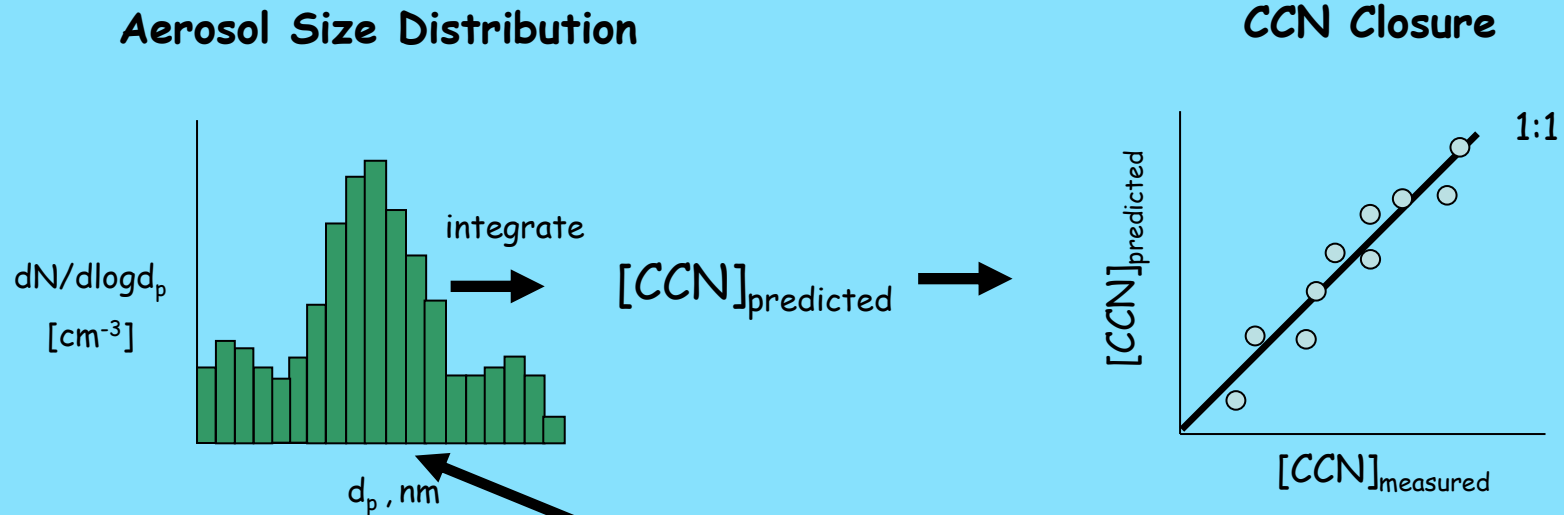 Aerosol Size Distribution
dN/dlogdₚ
[cm⁻³]
integrate
dₚ , nm
[CCN]predicted
CCN Closure
1:1
[CCN]predicted
[CCN]measured